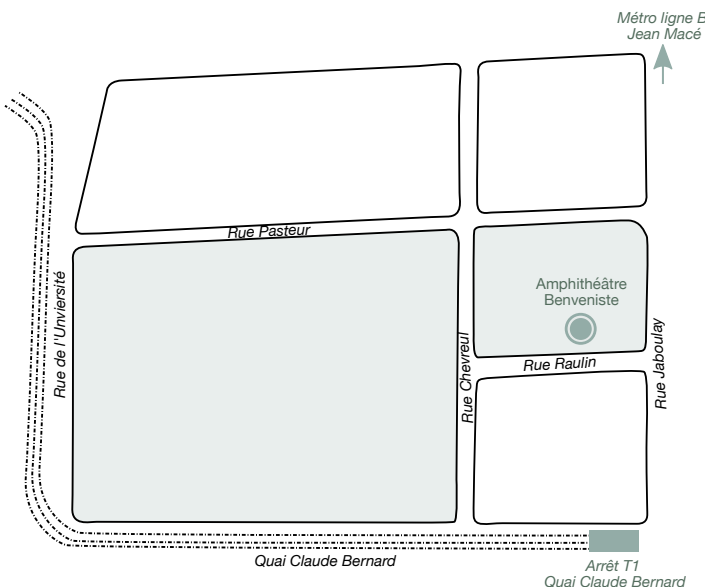 Métro ligne B
Jean Macé
Rue Pasteur
Amphithéâtre
Benveniste
Rue de l'Unviersité
Rue Chevreul
Rue Raulin
Rue Jaboulay
Quai Claude Bernard
Arrêt T1
Quai Claude Bernard